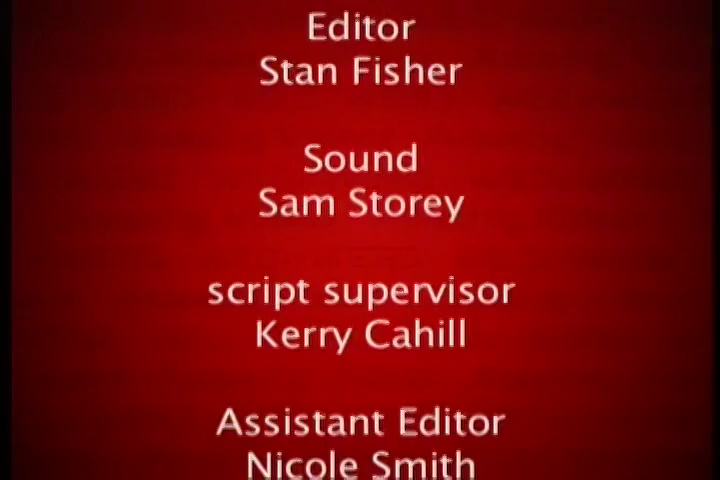 Editor
Stan Fisher
Sound
Sam Storey
script supervisor
Kerry Cahill
Assistant Editor
Nicole Smith